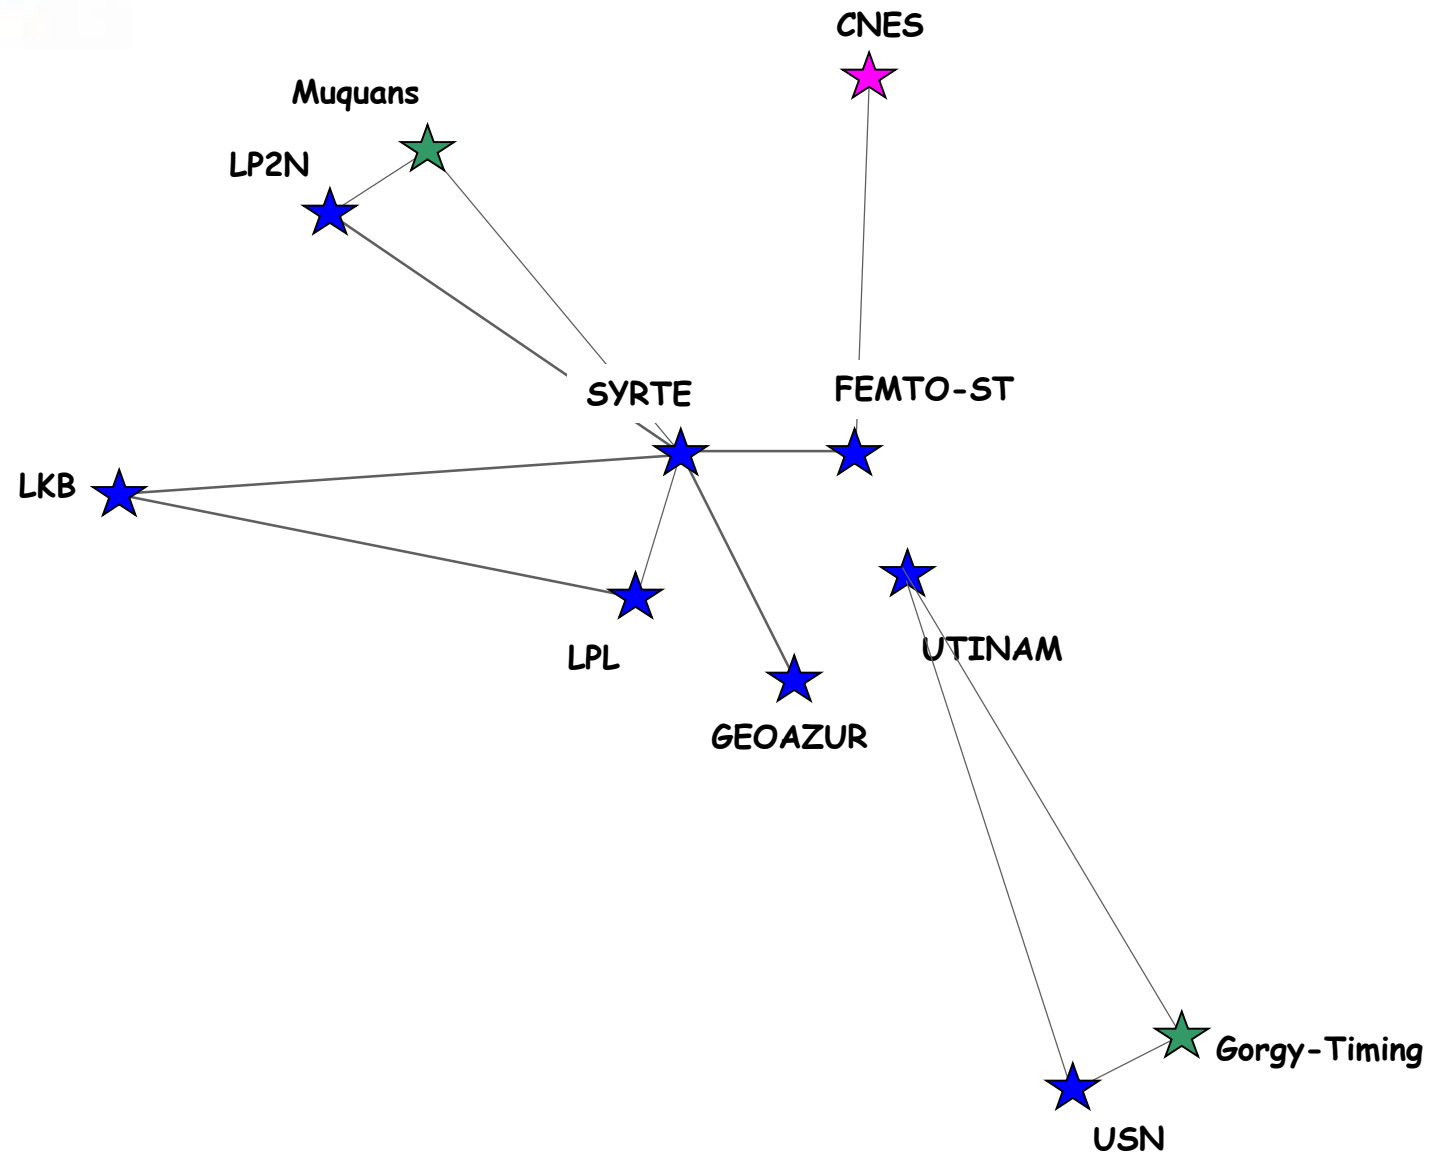 CNES
Muquans
LP2N
SYRTE
FEMTO-ST
LKB
UTINAM
LPL
GEOAZUR
Gorgy-Timing
USN